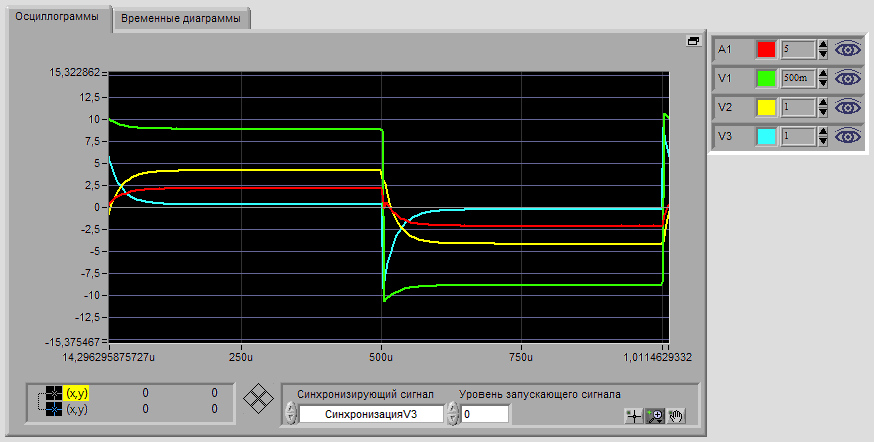 Осциллограммы Временные диаграммы
15,322862
12,5
10
7,5
5
2,5
0
-2,5
-5
-7,5
-10
-12,5
-15,375467
14,296295875727u 250u 500u 750u 1,0114629332
A1 5
V1 500m
V2 1
V3 1
(x,y) 0 0
(x,y) 0 0
Синхронизирующий сигнал Уровень запускающего сигнала
СинхронизацияV3 0